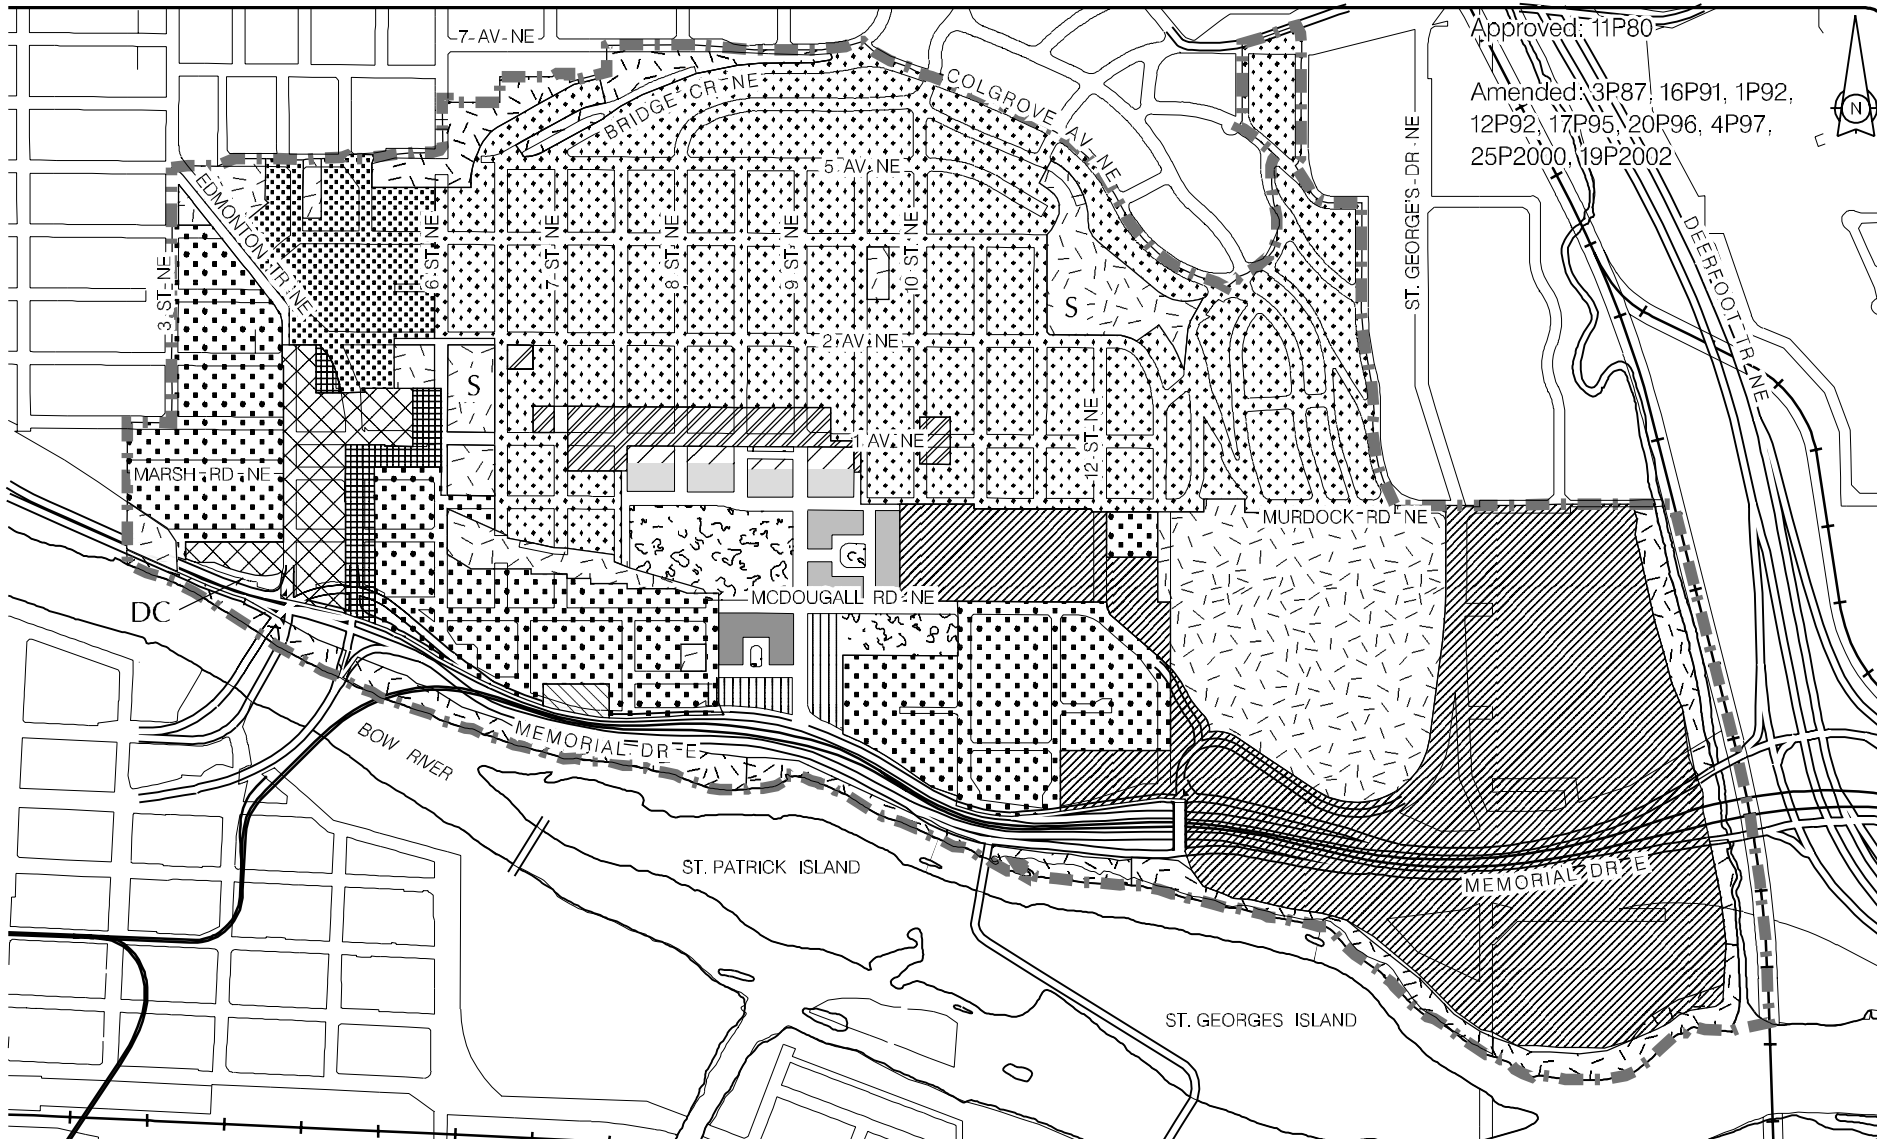 7 AV NE
Approved: 11P80
Amended: 3P87, 16P91, 1P92,
12P92, 17P95, 20P96, 4P97,
25P2000, 19P2002
N
BRIDGE CR NE
COLGROVE AV NE
5 AV NE
EDMONTON TR NE
3 ST NE
6 ST NE
7 ST NE
8 ST NE
9 ST NE
10 ST NE
ST. GEORGE'S DR NE
DEERFOOT TR NE
S
2 AV NE
S
12 ST NE
1 AV NE
MARSH RD NE
MURDOCK RD NE
MCDOUGALL RD NE
DC
BOW RIVER
MEMORIAL DR E
ST. PATRICK ISLAND
MEMORIAL DR E
ST. GEORGES ISLAND